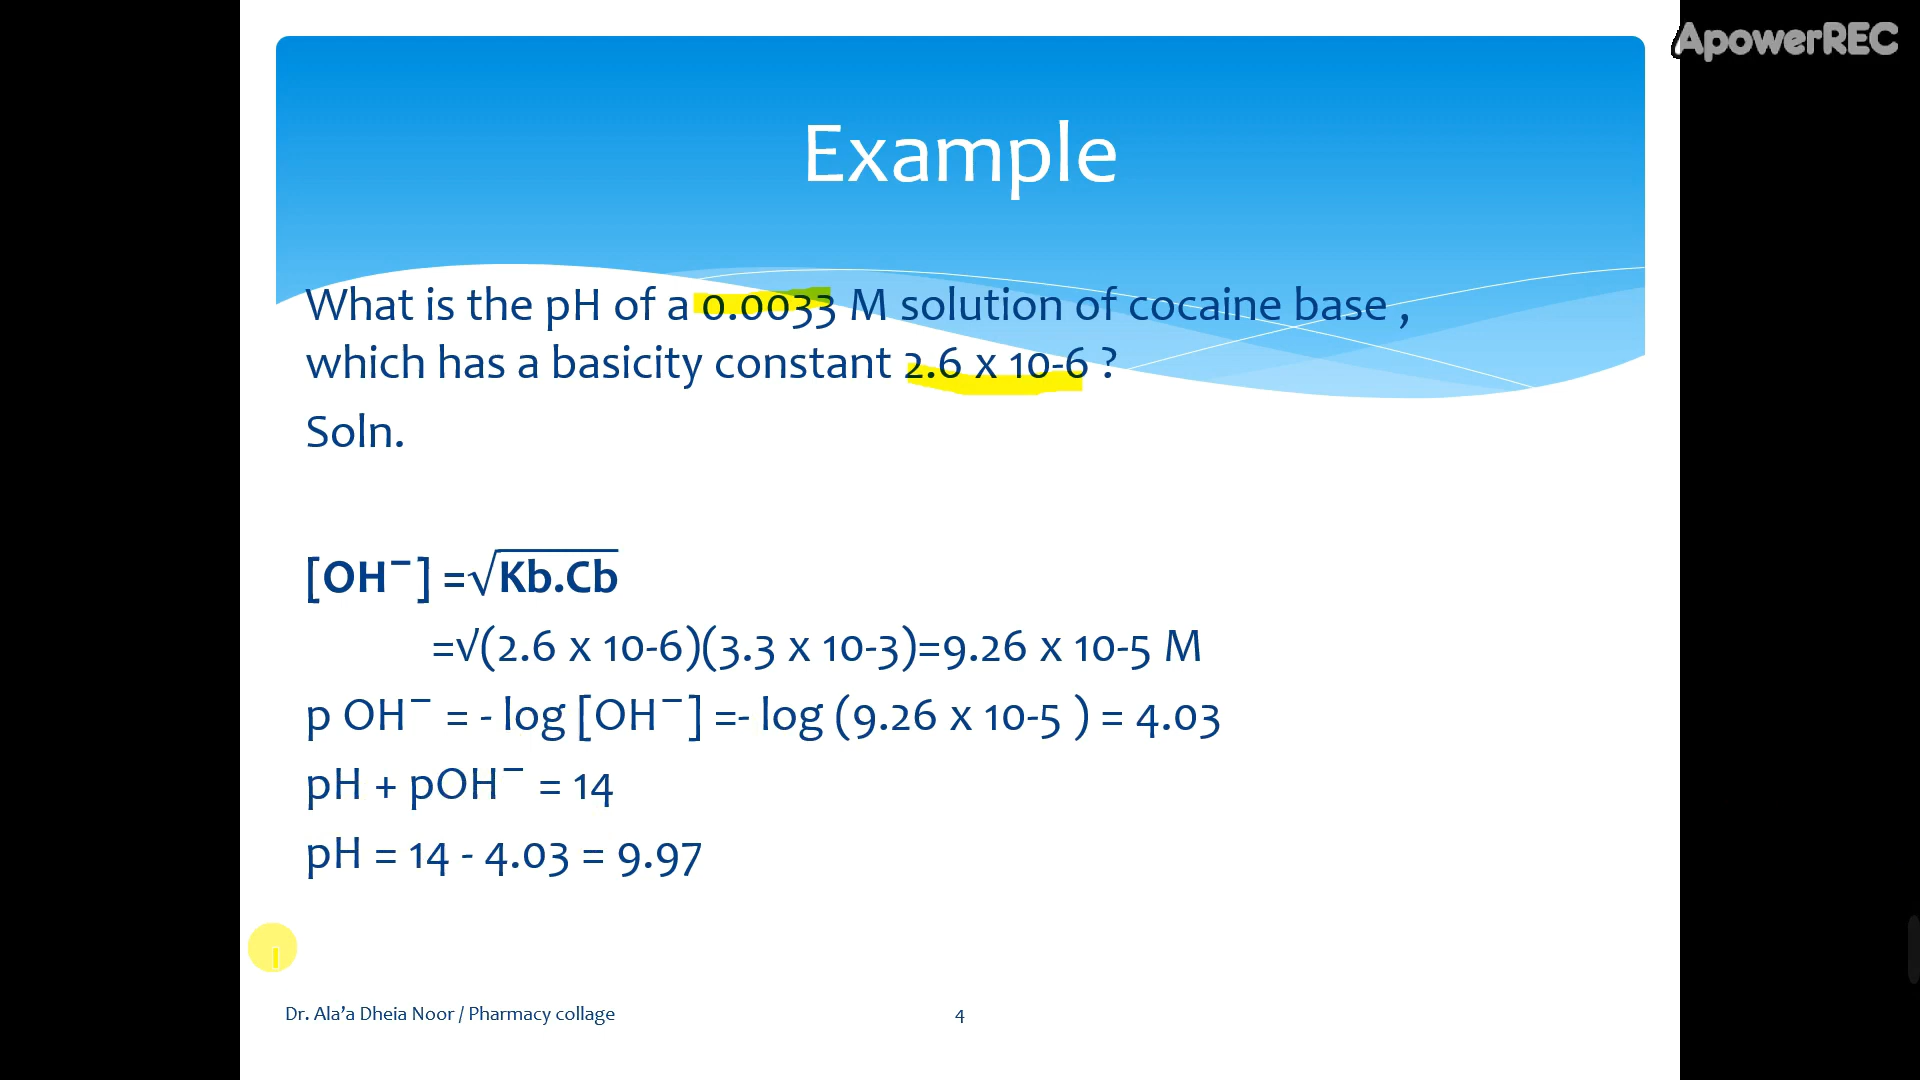 ApowerREC
Example
What is the pH of a 0.0033 M solution of cocaine base ,
which has a basicity constant 2.6 x 10-6 ?
Soln.
[OH⁻] =√Kb.Cb
=√(2.6 x 10-6)(3.3 x 10-3)=9.26 x 10-5 M
p OH⁻ = - log [OH⁻] =- log (9.26 x 10-5 ) = 4.03
pH + pOH⁻ = 14
pH = 14 - 4.03 = 9.97
Dr. Ala’a Dheia Noor / Pharmacy collage 4